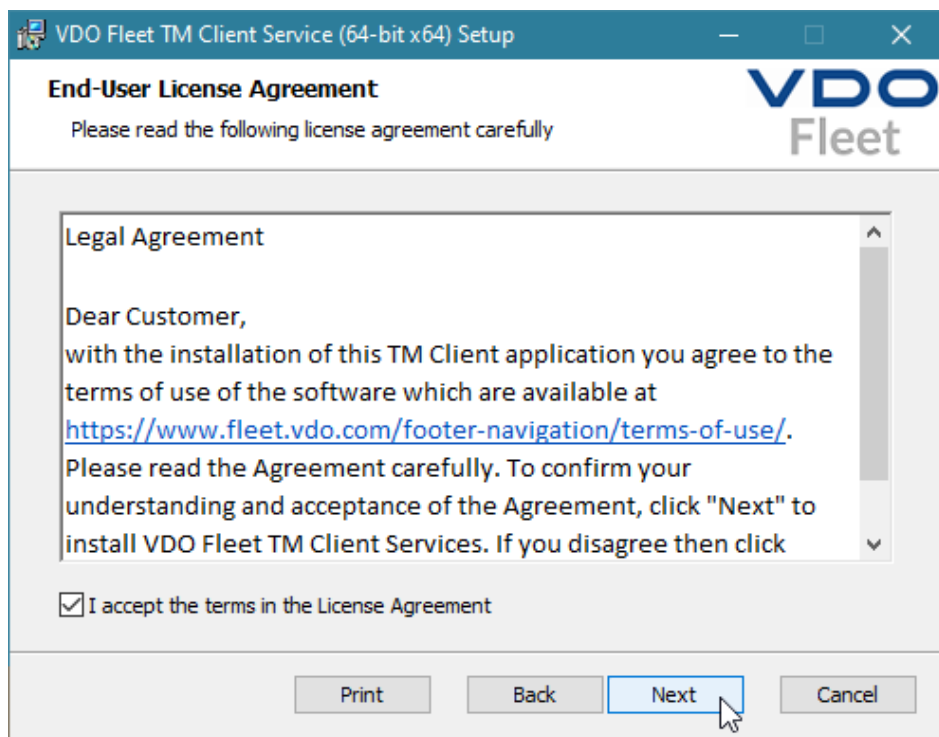 VDO Fleet TM Client Service (64-bit x64) Setup
End-User License Agreement
Please read the following license agreement carefully
VDO
Fleet
Legal Agreement
Dear Customer,
with the installation of this TM Client application you agree to the
terms of use of the software which are available at
https://www.fleet.vdo.com/footer-navigation/terms-of-use/.
Please read the Agreement carefully. To confirm your
understanding and acceptance of the Agreement, click "Next" to
install VDO Fleet TM Client Services. If you disagree then click
I accept the terms in the License Agreement
Print Back Next Cancel